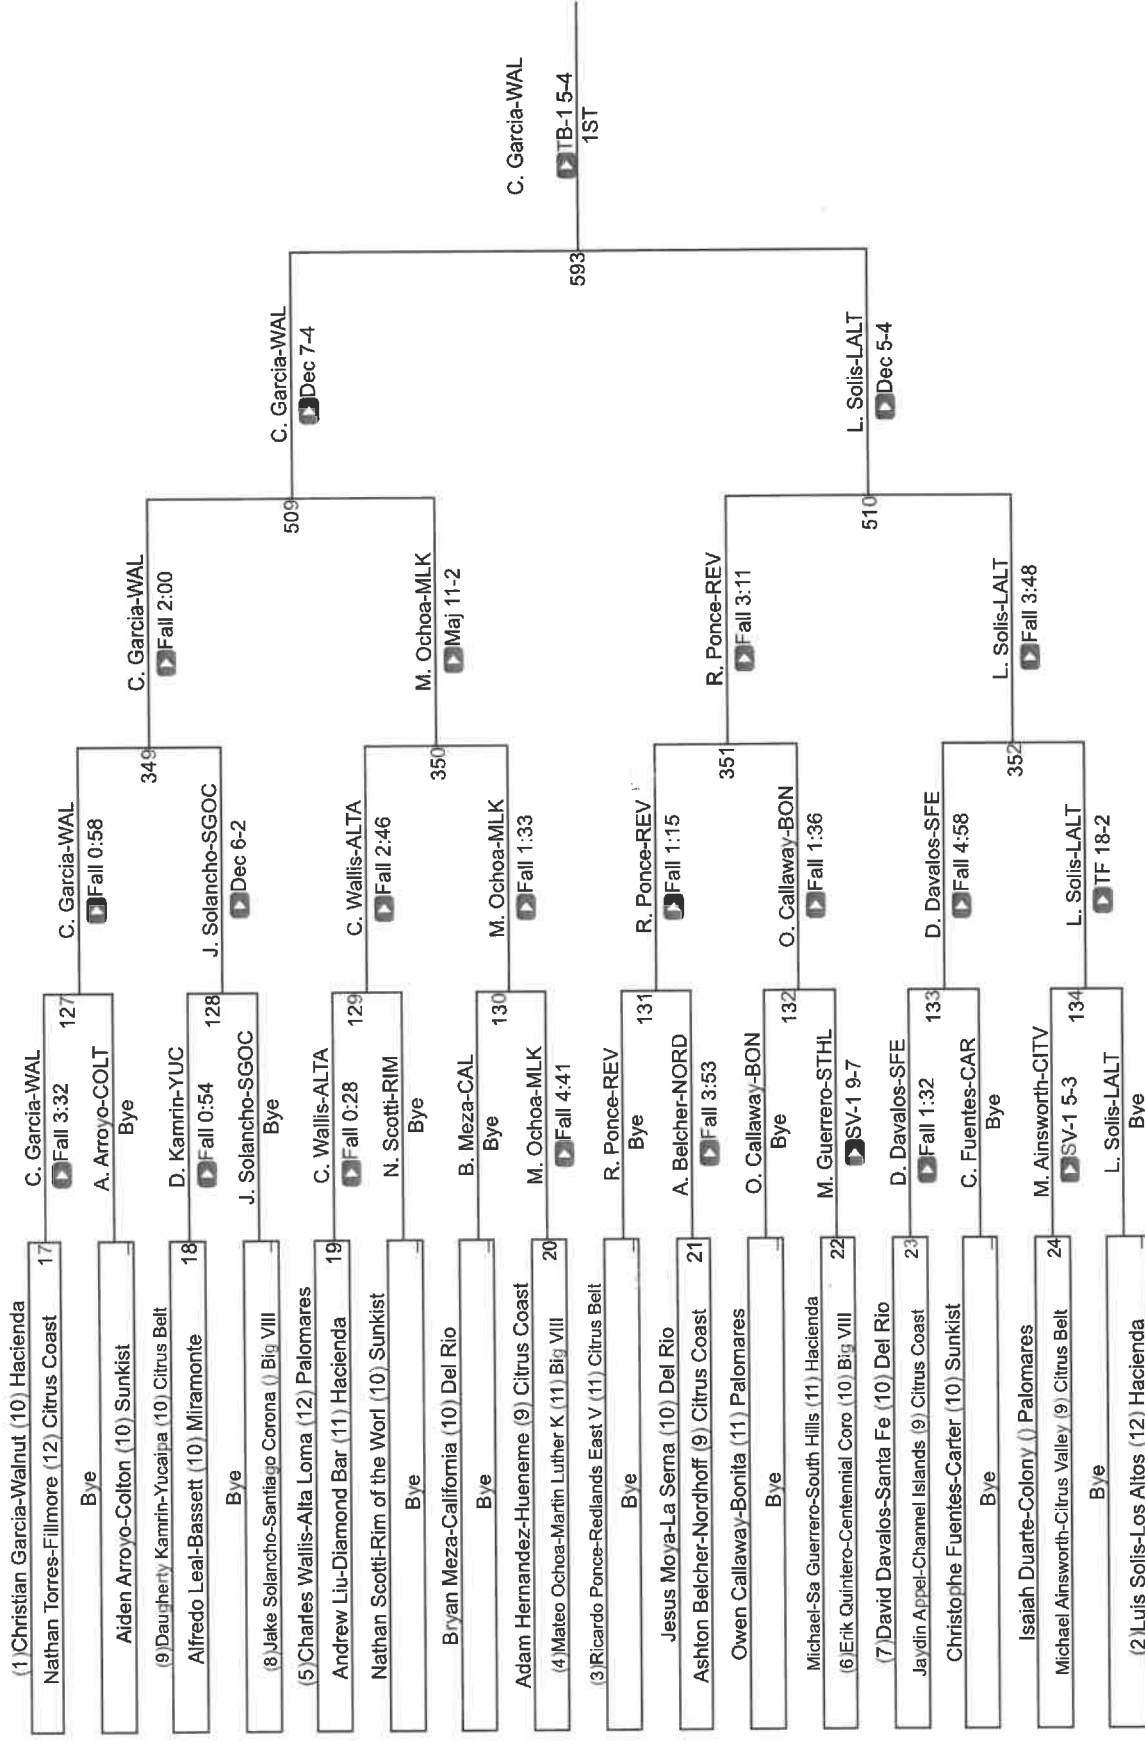 (1)Christian Garcia-Walnut (10) Hacienda
17
Nathan Torres-Fillmore (12) Citrus Coast
Bye
Aiden Arroyo-Colton (10) Sunkist
(9)Daugherty Kamrin-Yucaipa (10) Citrus Belt
18
Alfredo Leal-Bassett (10) Miramonte
Bye
(8)Jake Solancho-Santiago Corona () Big VIII
(5)Charles Wallis-Alta Loma (12) Palomares
19
Andrew Liu-Diamond Bar (11) Hacienda
Nathan Scotti-Rim of the Worl (10) Sunkist
Bye
Bryan Meza-California (10) Del Rio
Bye
Adam Hernandez-Hueneme (9) Citrus Coast
20
(4)Mateo Ochoa-Martin Luther K (11) Big VIII
(3)Ricardo Ponce-Redlands East V (11) Citrus Belt
Bye
Jesus Moya-La Serna (10) Del Rio
21
Ashton Belcher-Nordhoff (9) Citrus Coast
Owen Callaway-Bonita (11) Palomares
Bye
Michael-Sa Guerrero-South Hills (11) Hacienda
22
(6)Erik Quintero-Centennial Coro (10) Big VIII
(7)David Davalos-Santa Fe (10) Del Rio
23
Jaydin Appel-Channel Islands (9) Citrus Coast
Christophe Fuentes-Carter (10) Sunkist
Bye
Isaiah Duarte-Colony () Palomares
24
Michael Ainsworth-Citrus Valley (9) Citrus Belt
Bye
(2)Luis Solis-Los Altos (12) Hacienda
C. Garcia-WAL
Fall 3:32
127
A. Arroyo-COLT
Bye
D. Kamrin-YUC
Fall 0:54
128
J. Solancho-SGOC
Bye
C. Wallis-ALTA
Fall 0:28
129
N. Scotti-RIM
Bye
B. Meza-CAL
Bye
130
M. Ochoa-MLK
Fall 4:41
R. Ponce-REV
Bye
131
A. Belcher-NORD
Fall 3:53
O. Callaway-BON
Bye
132
M. Guerrero-STHL
SV-1 9-7
D. Davalos-SFE
Fall 1:32
133
C. Fuentes-CAR
Bye
M. Ainsworth-CITV
SV-1 5-3
134
L. Solis-LALT
Bye
C. Garcia-WAL
Fall 0:58
349
J. Solancho-SGOC
Dec 6-2
C. Wallis-ALTA
Fall 2:46
350
M. Ochoa-MLK
Fall 1:33
R. Ponce-REV
Fall 1:15
351
O. Callaway-BON
Fall 1:36
D. Davalos-SFE
Fall 4:58
352
L. Solis-LALT
TF 18-2
C. Garcia-WAL
Fall 2:00
509
M. Ochoa-MLK
Maj 11-2
R. Ponce-REV
Fall 3:11
510
L. Solis-LALT
Fall 3:48
C. Garcia-WAL
Dec 7-4
593
L. Solis-LALT
Dec 5-4
C. Garcia-WAL
TB-1 5-4
1ST